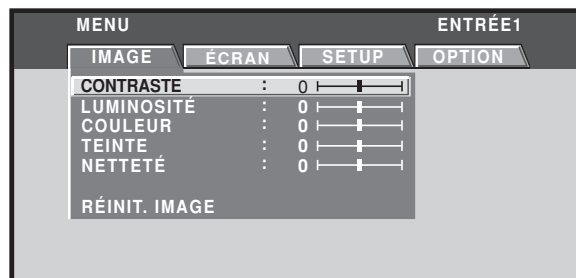 MENU ENTRÉE1
IMAGE ÉCRAN SETUP OPTION
CONTRASTE : 0
LUMINOSITÉ : 0
COULEUR : 0
TEINTE : 0
NETTETÉ : 0
RÉINIT. IMAGE